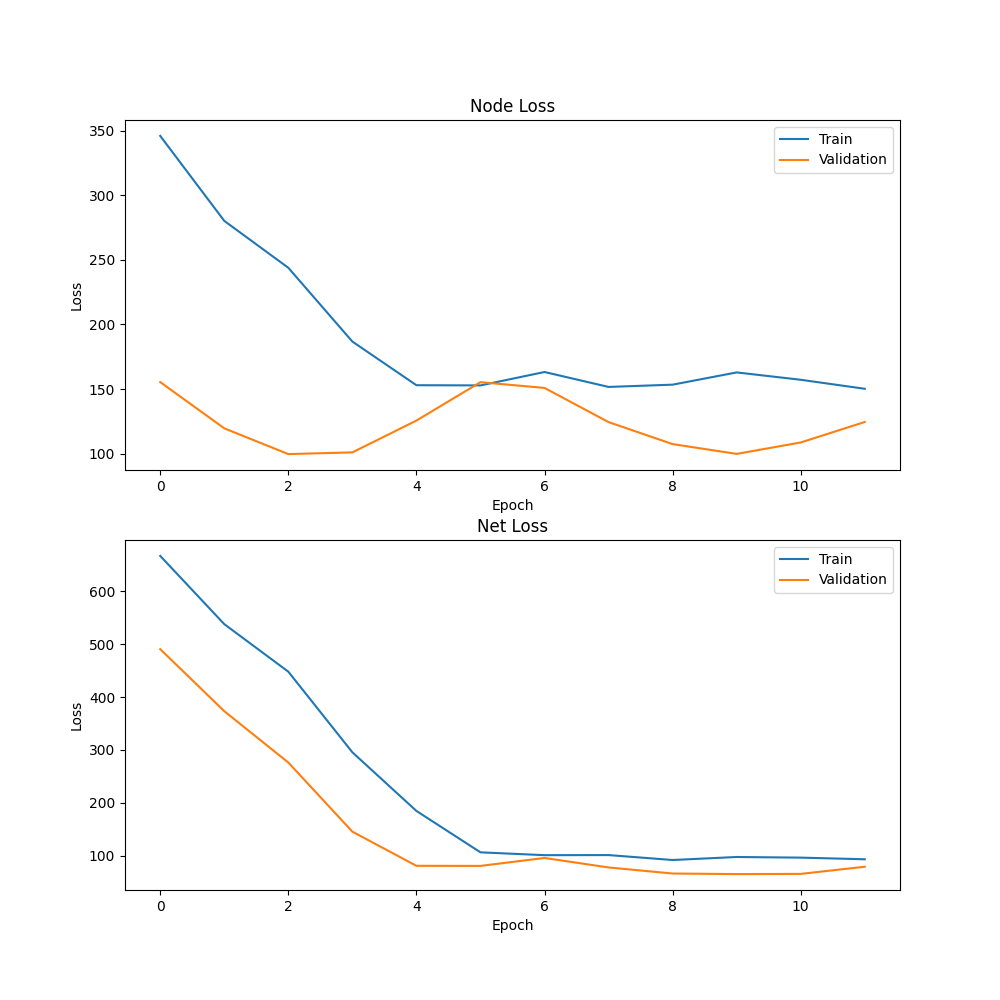 Node Loss
350
300
250
200
150
100
Loss
Train
Validation
0 2 4 6 8 10
Epoch
Net Loss
600
500
400
300
200
100
Loss
Train
Validation
0 2 4 6 8 10
Epoch